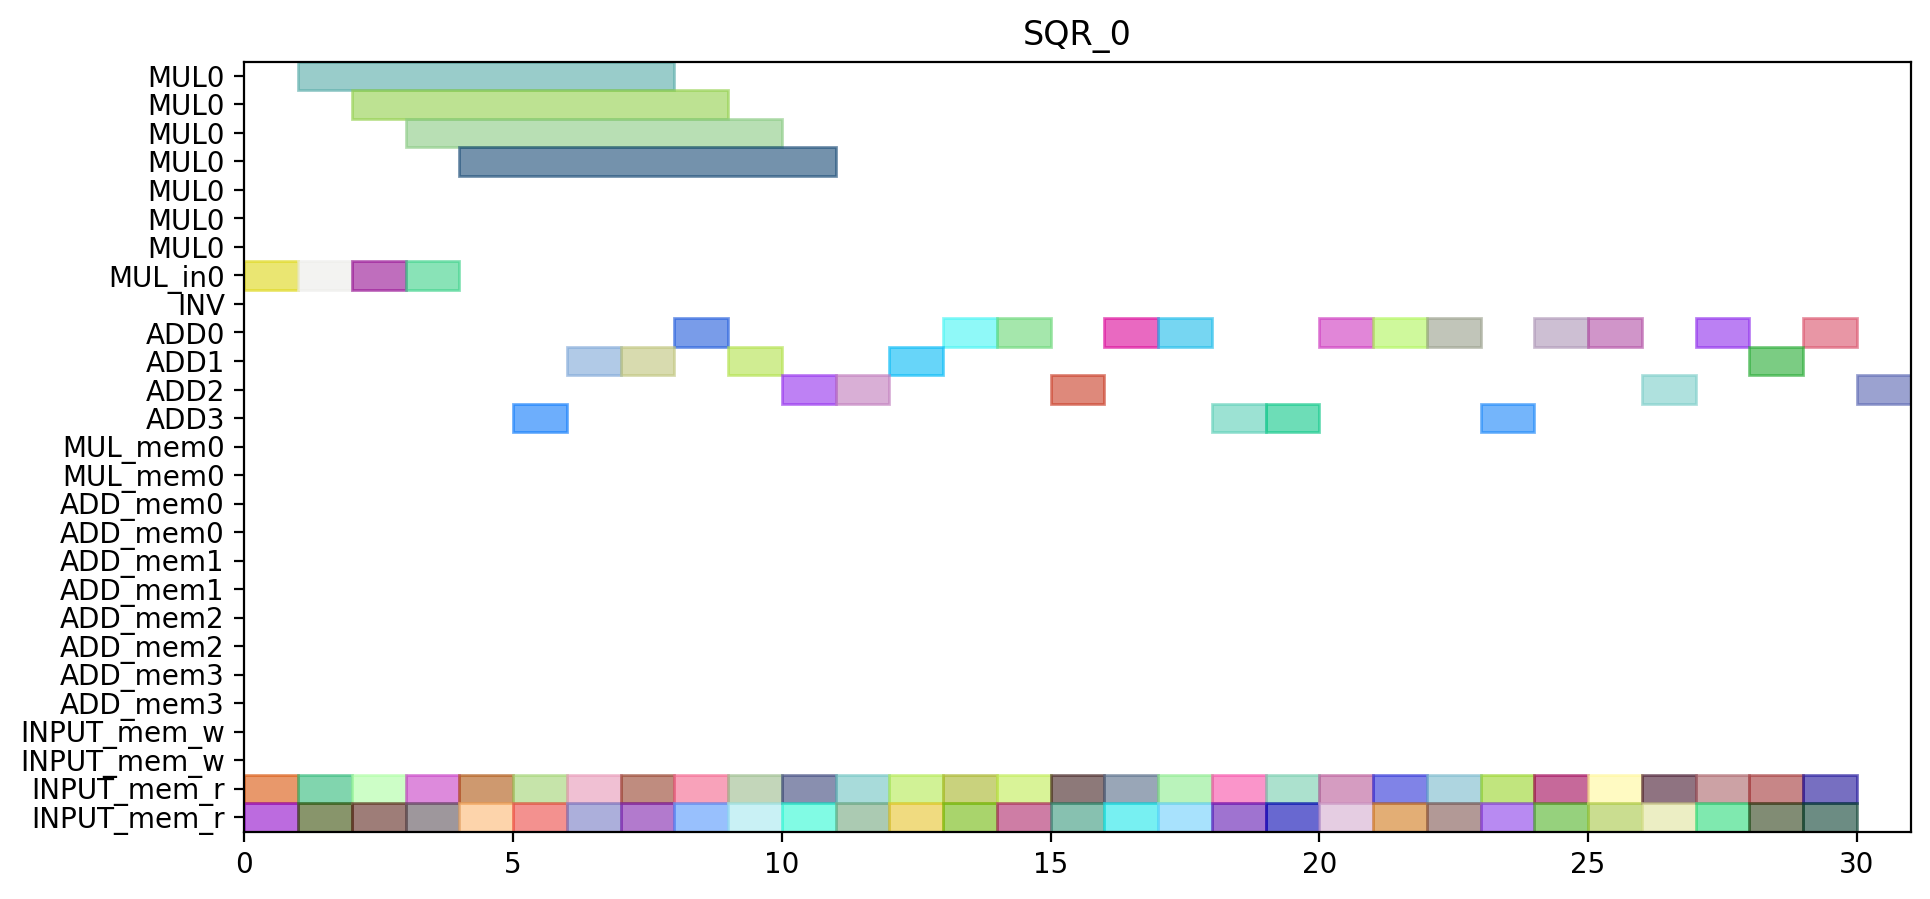 SQR_0
MUL0
MUL0
MUL0
MUL0
MUL0
MUL0
MUL0
MUL_in0
INV
ADD0
ADD1
ADD2
ADD3
MUL_mem0
MUL_mem0
ADD_mem0
ADD_mem0
ADD_mem1
ADD_mem1
ADD_mem2
ADD_mem2
ADD_mem3
ADD_mem3
INPUT_mem_w
INPUT_mem_w
INPUT_mem_r
INPUT_mem_r
0 5 10 15 20 25 30